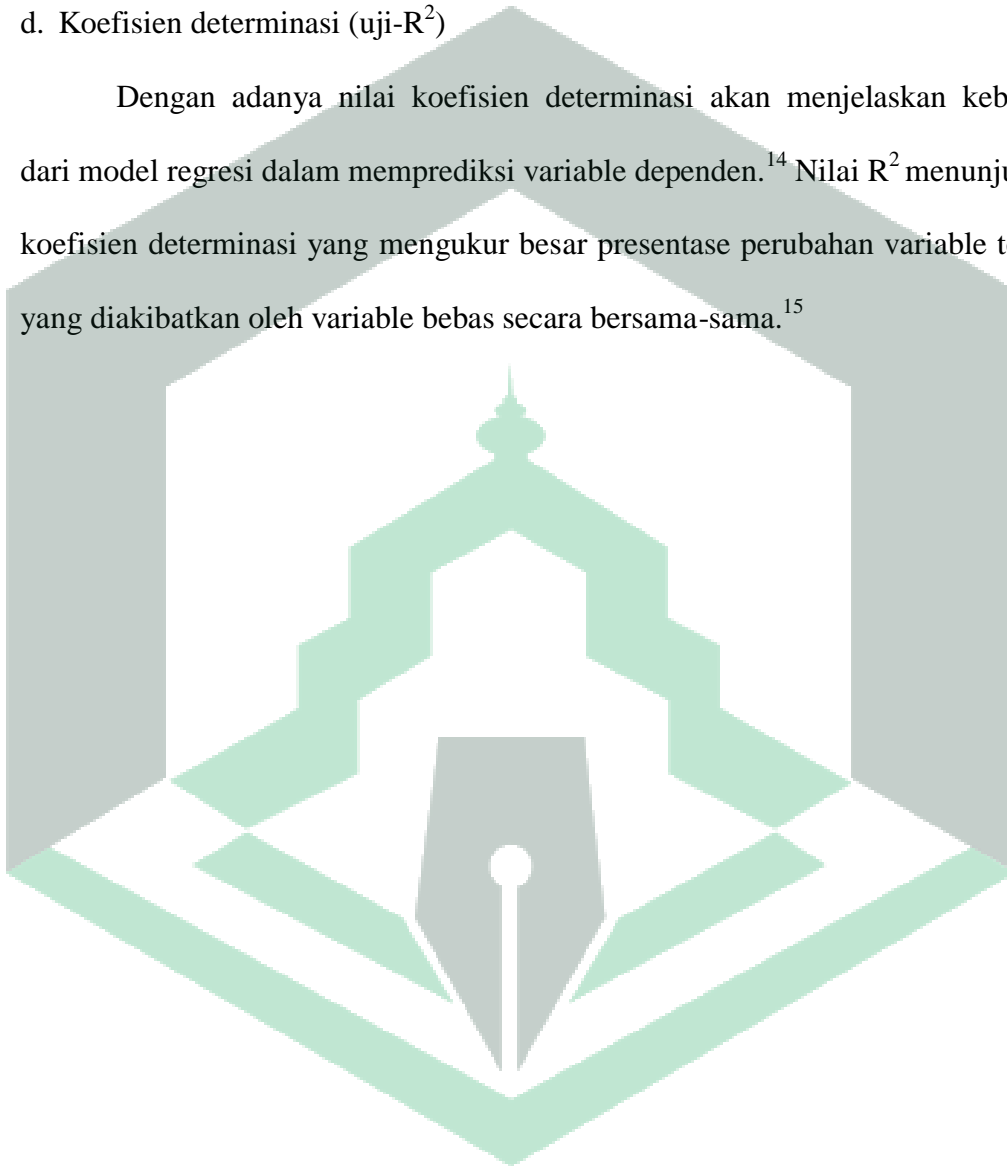 d. Koefisien determinasi (uji-R²)
Dengan adanya nilai koefisien determinasi akan menjelaskan keb
dari model regresi dalam memprediksi variable dependen.¹⁴ Nilai R² menunju
koefisien determinasi yang mengukur besar presentase perubahan variable te
yang diakibatkan oleh variable bebas secara bersama-sama.¹⁵